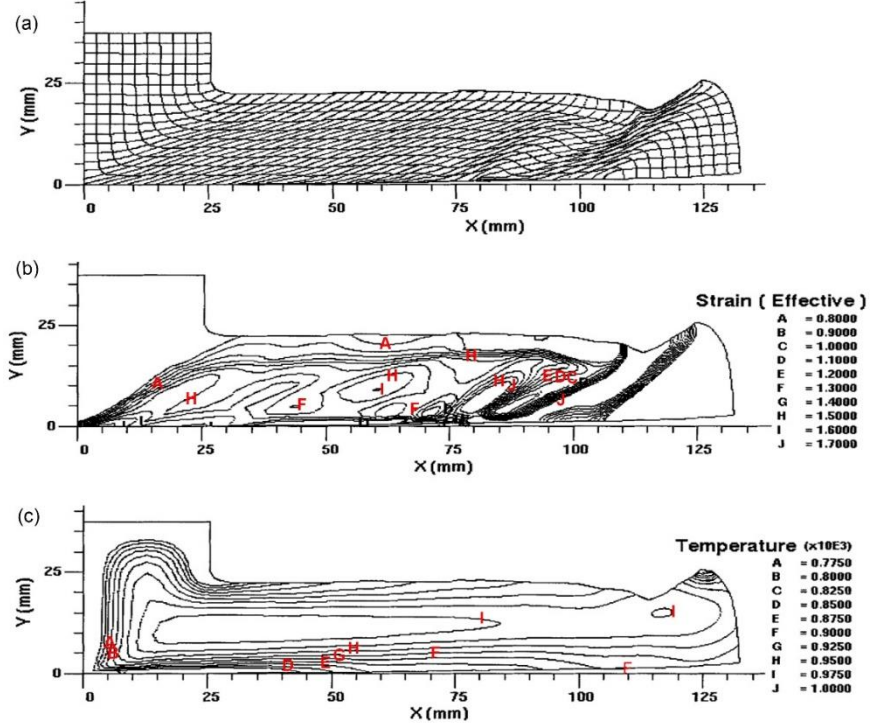 (a)
25
0
Y (mm)
0 25 50 75 100 125
X (mm)
(b)
25
0
Y (mm)
A H F I H F H H J E D C J
0 25 50 75 100 125
X (mm)
Strain ( Effective )
A = 0.8000
B = 0.9000
C = 1.0000
D = 1.1000
E = 1.2000
F = 1.3000
G = 1.4000
H = 1.5000
I = 1.6000
J = 1.7000
(c)
25
0
Y (mm)
A B D E G H F I I F
0 25 50 75 100 125
X (mm)
Temperature (x10E3)
A = 0.7750
B = 0.8000
C = 0.8250
D = 0.8500
E = 0.8750
F = 0.9000
G = 0.9250
H = 0.9500
I = 0.9750
J = 1.0000